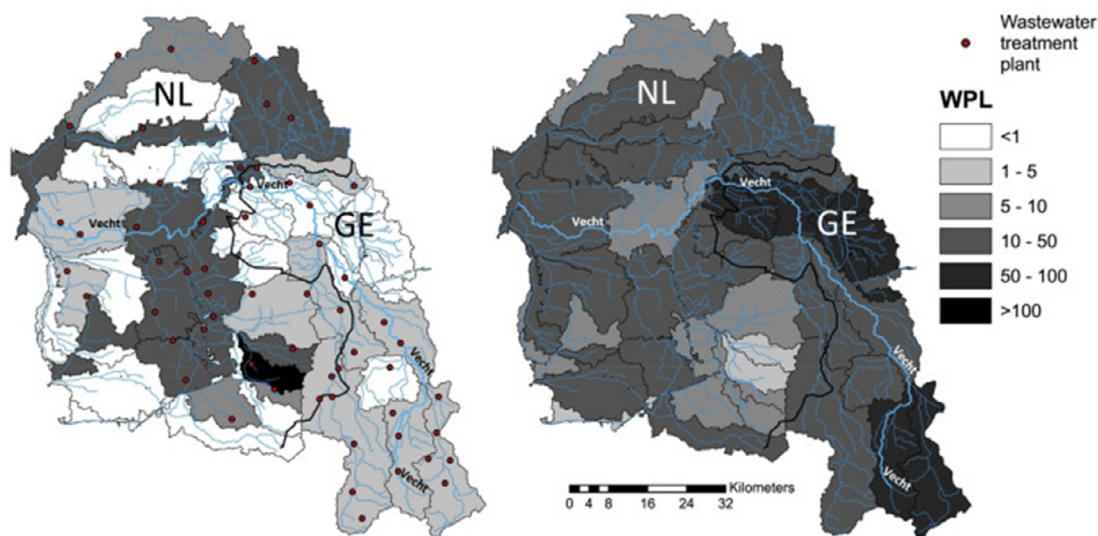 NL
Vecht
GE
Vecht
Vecht
Vecht
NL
Vecht
GE
Vecht
Vecht
Vecht
Kilometers
0 4 8 16 24 32
Wastewater
treatment
plant
WPL
<1
1 - 5
5 - 10
10 - 50
50 - 100
>100